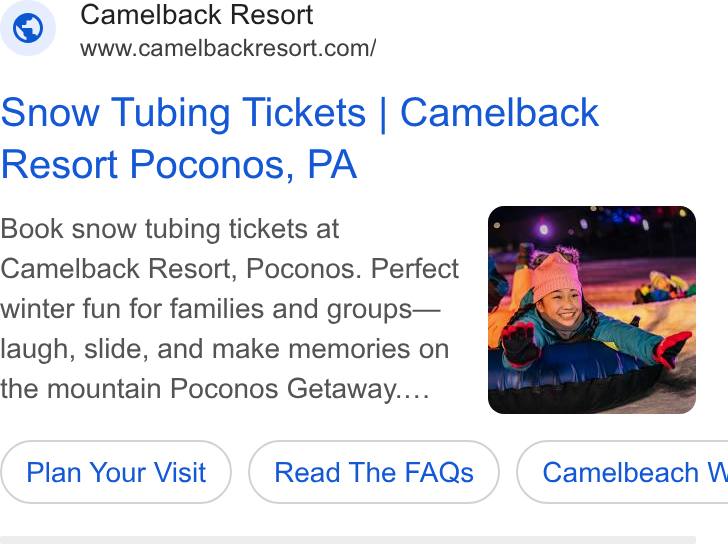 Camelback Resort
www.camelbackresort.com/
Snow Tubing Tickets | Camelback
Resort Poconos, PA
Book snow tubing tickets at
Camelback Resort, Poconos. Perfect
winter fun for families and groups—
laugh, slide, and make memories on
the mountain Poconos Getaway.…
Plan Your Visit
Read The FAQs
Camelbeach